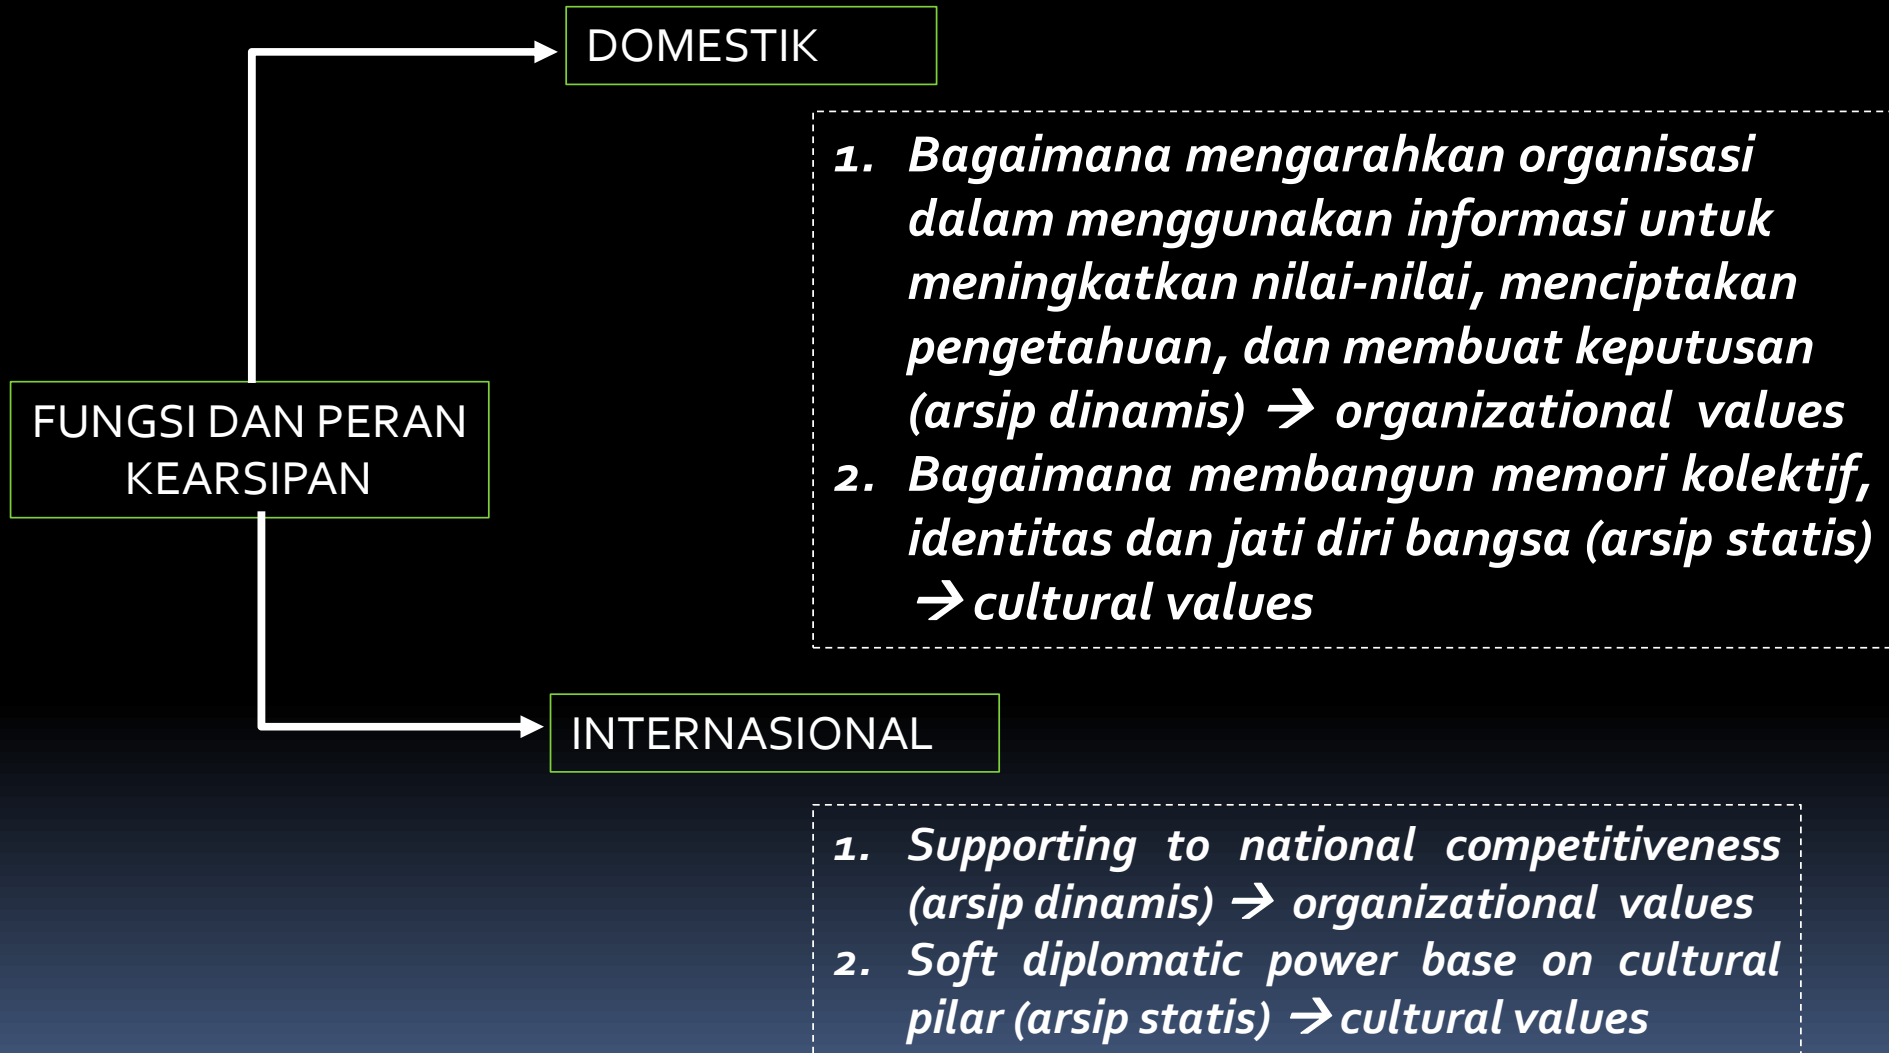 DOMESTIK
1. Bagaimana mengarahkan organisasi
dalam menggunakan informasi untuk
meningkatkan nilai-nilai, menciptakan
pengetahuan, dan membuat keputusan
(arsip dinamis) → organizational values
2. Bagaimana membangun memori kolektif,
identitas dan jati diri bangsa (arsip statis)
→ cultural values
FUNGSI DAN PERAN
KEARSIPAN
INTERNASIONAL
1. Supporting to national competitiveness
(arsip dinamis) → organizational values
2. Soft diplomatic power base on cultural
pilar (arsip statis) → cultural values